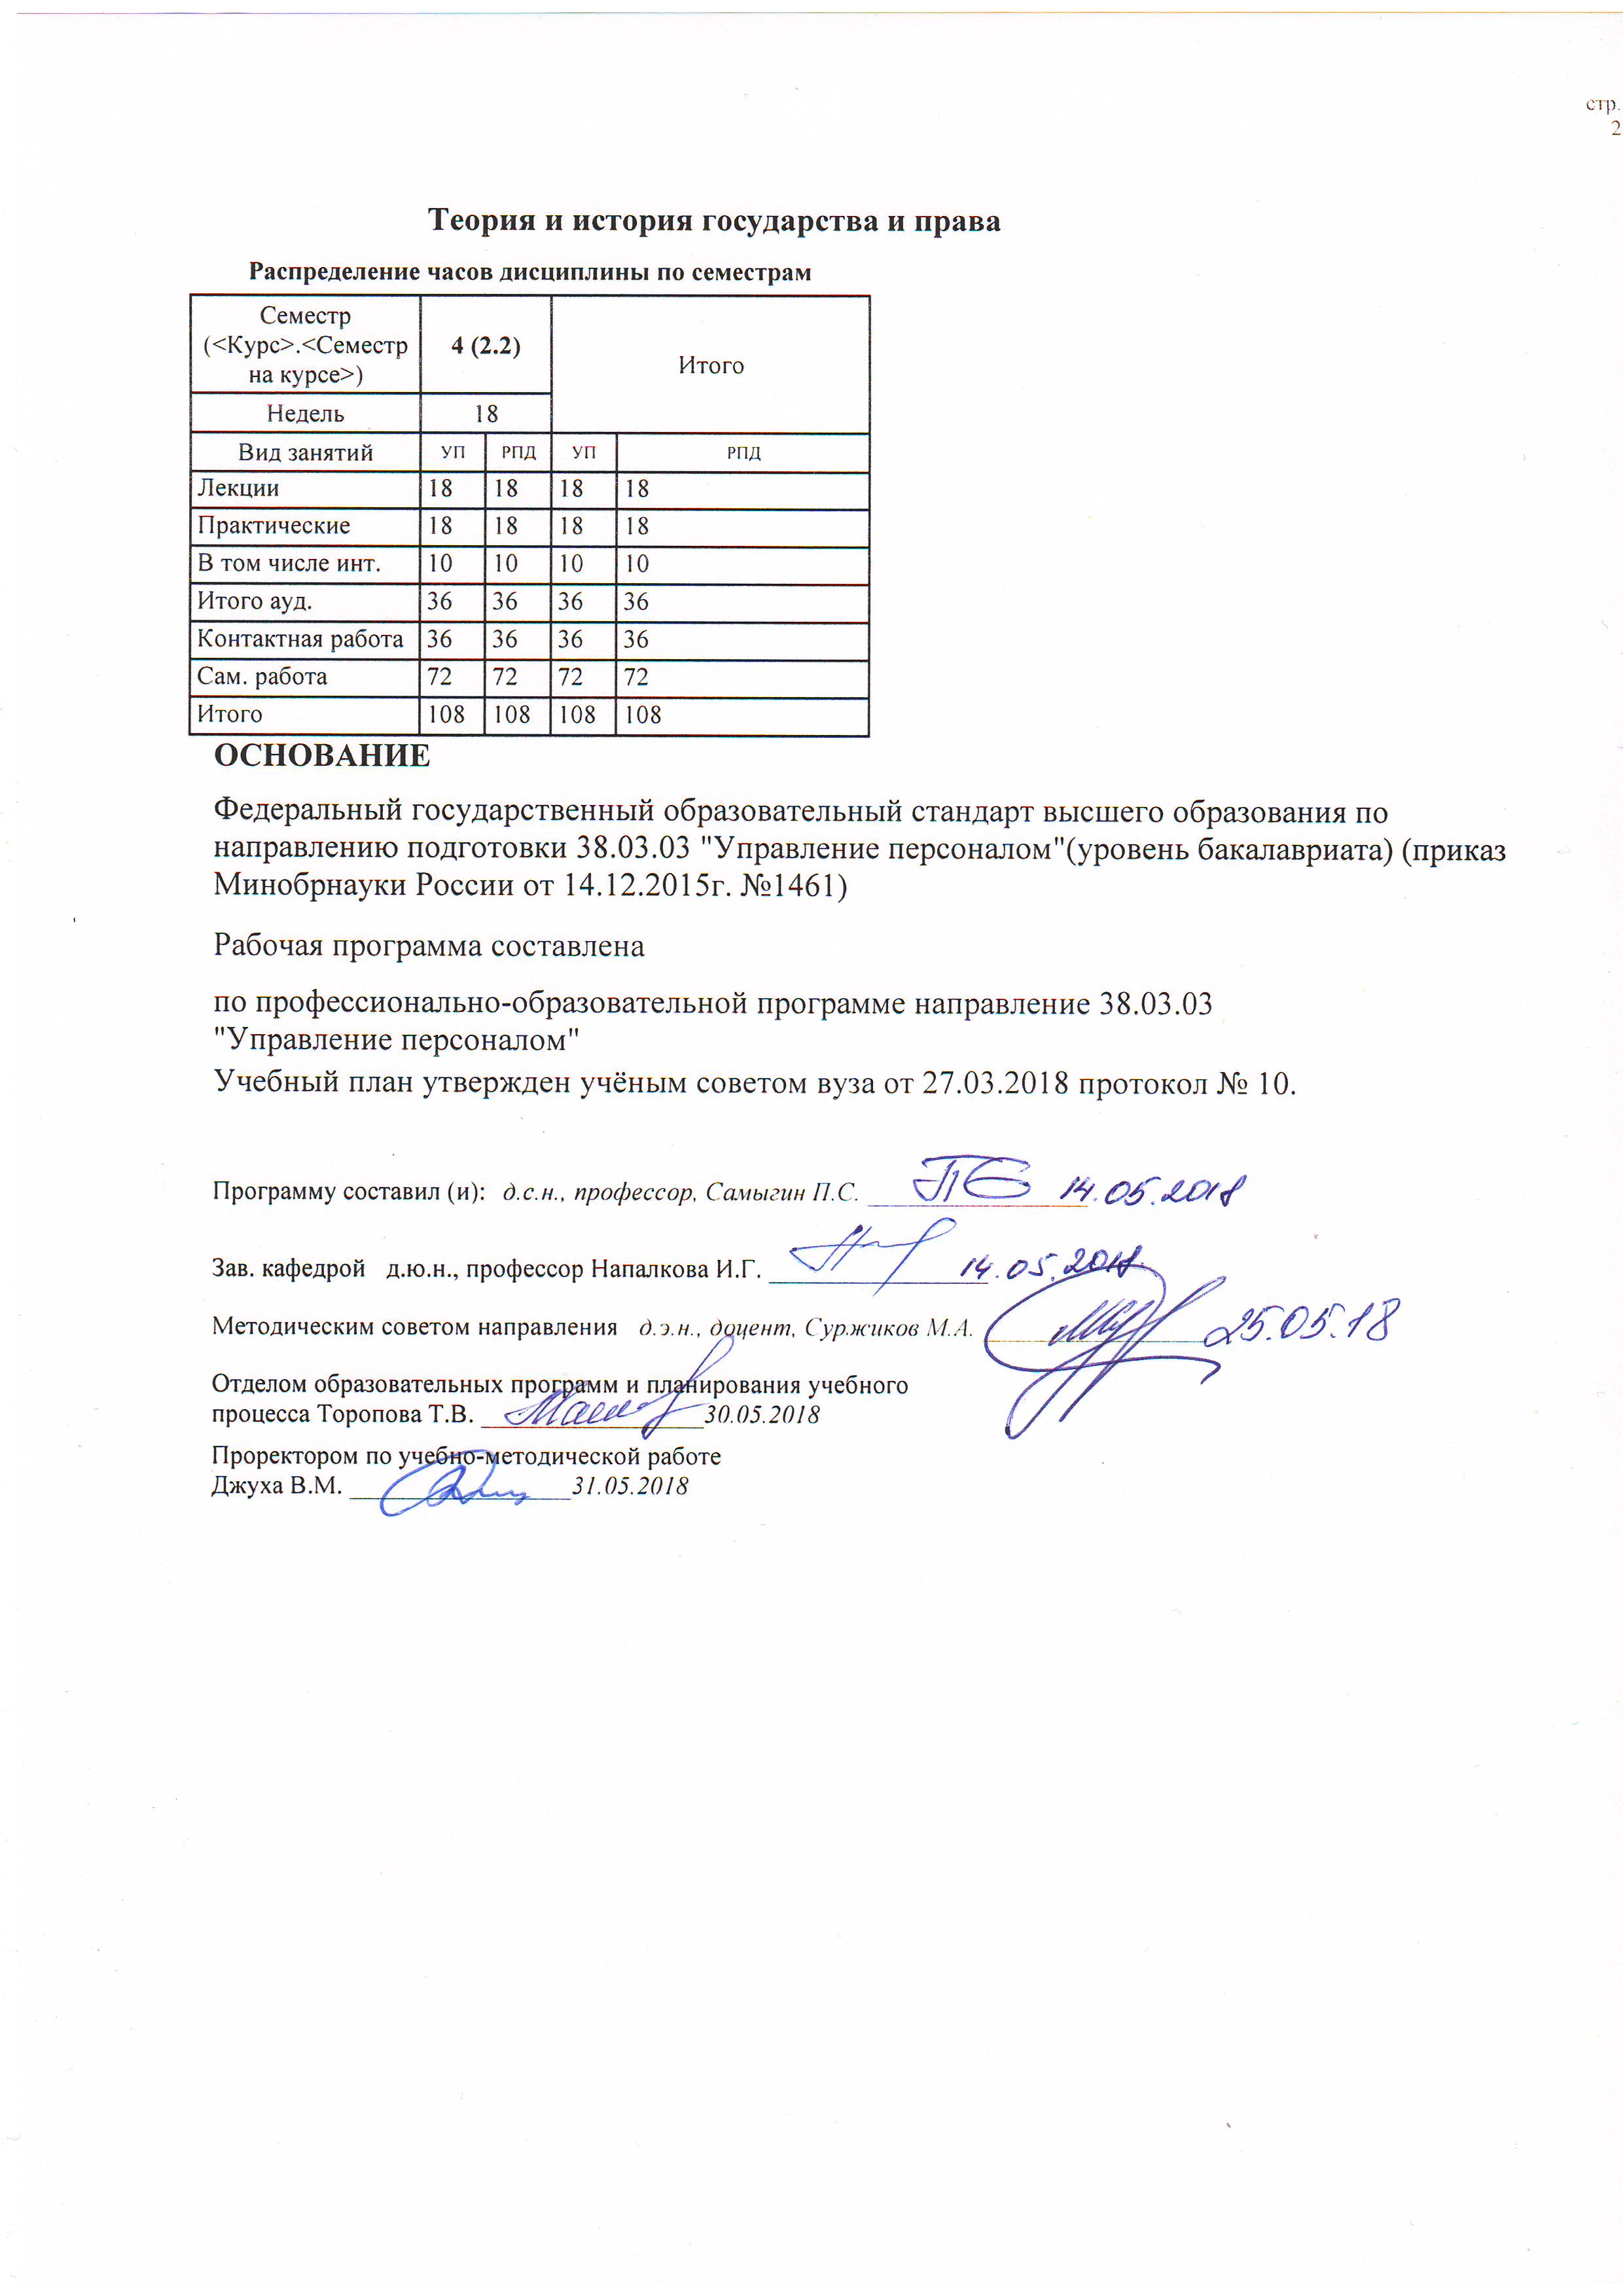 стр.
2
Теория и история государства и права
Распределение часов дисциплины по семестрам
Семестр
(<Курс>.<Семестр
на курсе>) 4 (2.2) Итого
Недель 18
Вид занятий УП РПД УП РПД
Лекции 18 18 18 18
Практические 18 18 18 18
В том числе инт. 10 10 10 10
Итого ауд. 36 36 36 36
Контактная работа 36 36 36 36
Сам. работа 72 72 72 72
Итого 108 108 108 108
ОСНОВАНИЕ
Федеральный государственный образовательный стандарт высшего образования по
направлению подготовки 38.03.03 "Управление персоналом"(уровень бакалавриата) (приказ
Минобрнауки России от 14.12.2015г. №1461)
Рабочая программа составлена
по профессионально-образовательной программе направление 38.03.03
"Управление персоналом"
Учебный план утвержден учёным советом вуза от 27.03.2018 протокол № 10.
Программу составил (и): д.с.н., профессор, Самыгин П.С. 14.05.2018
Зав. кафедрой д.ю.н., профессор Напалкова И.Г. 14.05.2018
Методическим советом направления д.э.н., доцент, Суржиков М.А. 25.05.18
Отделом образовательных программ и планирования учебного
процесса Торопова Т.В. 30.05.2018
Проректором по учебно-методической работе
Джуха В.М. 31.05.2018